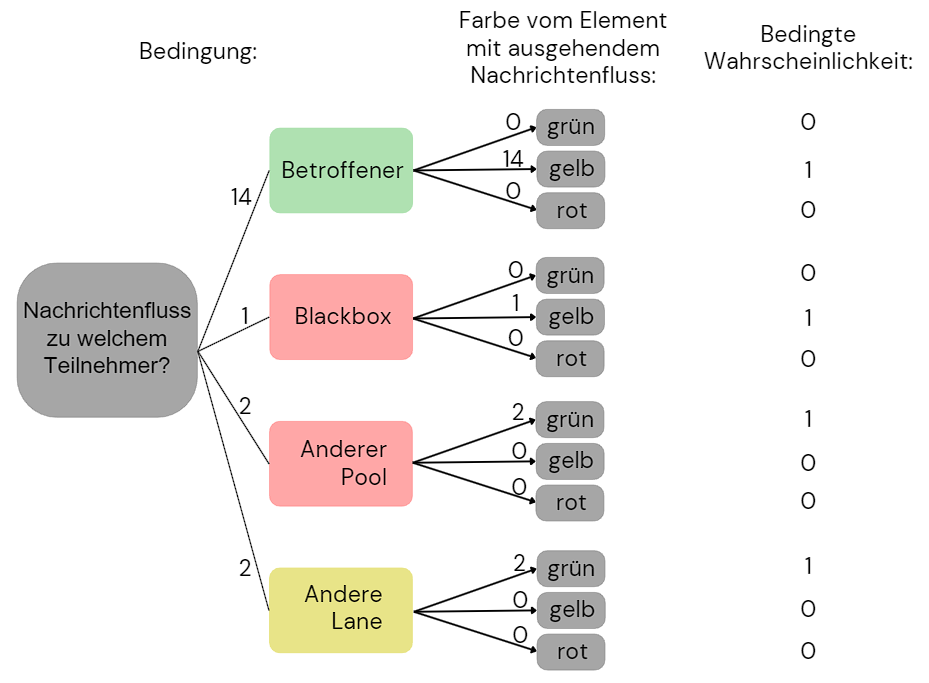 Bedingung:
Farbe vom Element
mit ausgehendem
Nachrichtenfluss:
Bedingte
Wahrscheinlichkeit:
Nachrichtenfluss
zu welchem
Teilnehmer?
14
Betroffener
0
grün
0
14
gelb
1
0
rot
0
1
Blackbox
0
grün
0
1
gelb
1
0
rot
0
2
Anderer
Pool
2
grün
1
0
gelb
0
0
rot
0
2
Andere
Lane
2
grün
1
0
gelb
0
0
rot
0